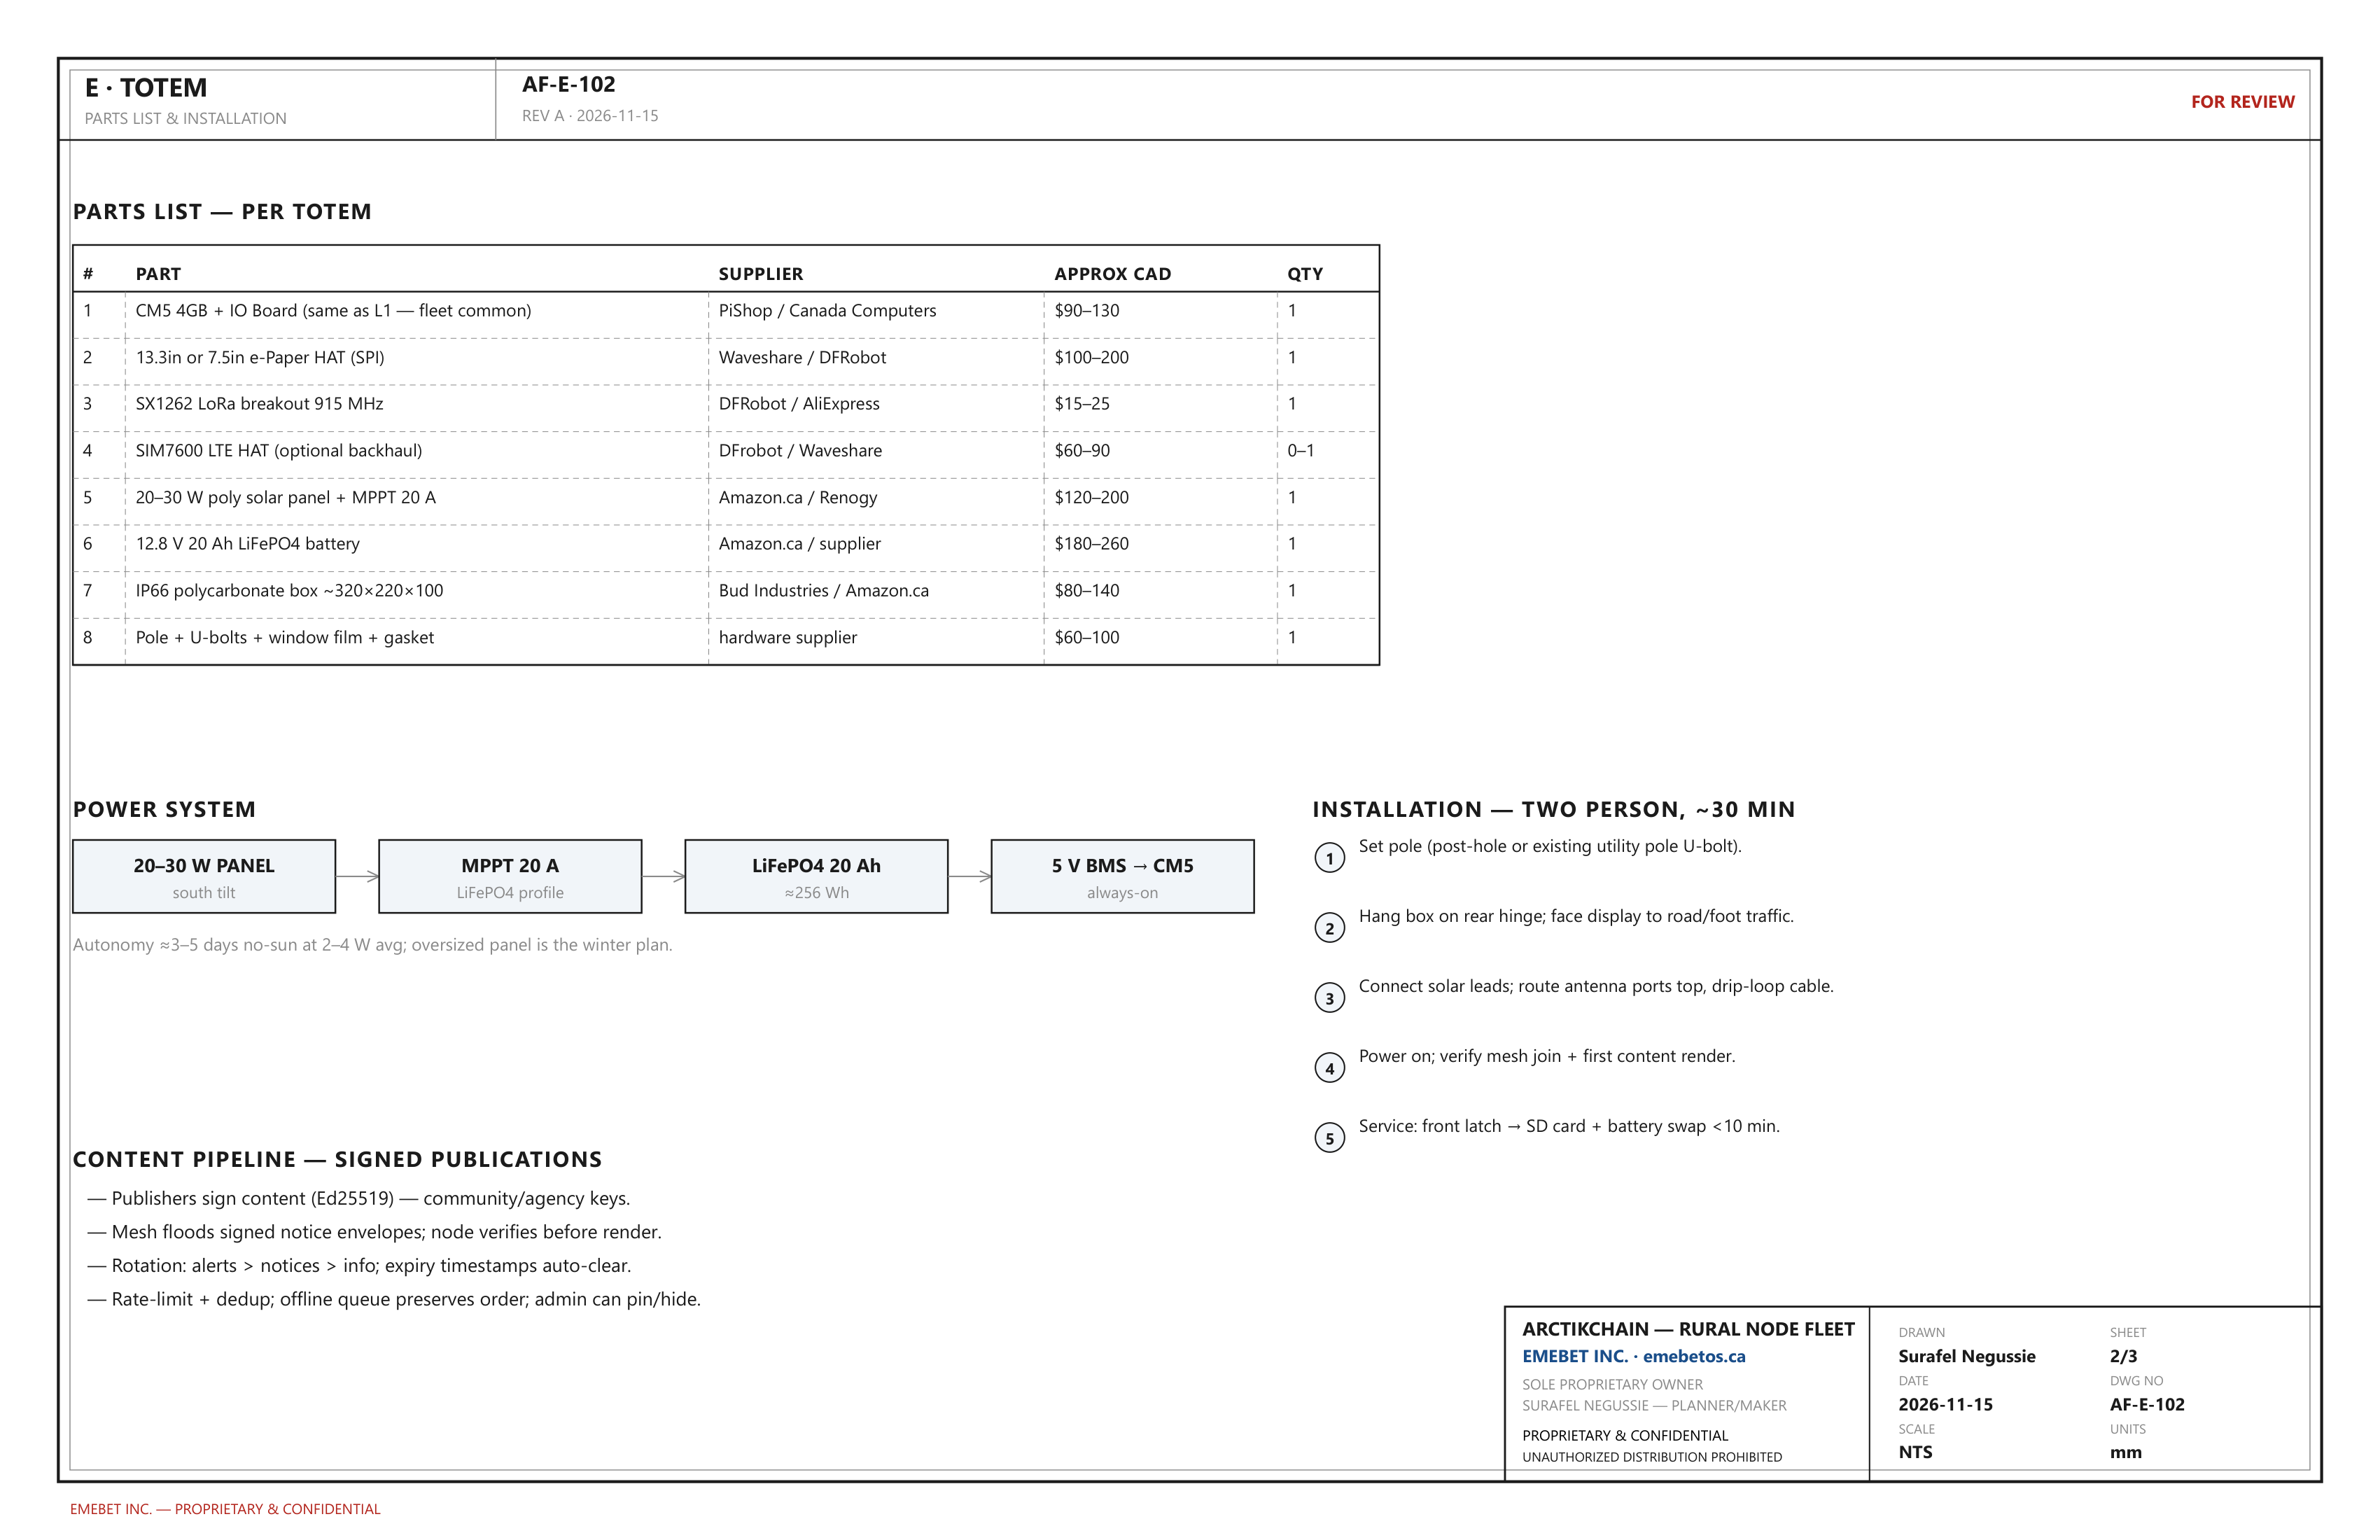 E · TOTEM
PARTS LIST & INSTALLATION
AF-E-102
REV A · 2026-11-15
FOR REVIEW
PARTS LIST — PER TOTEM
# PART SUPPLIER APPROX CAD QTY
1 CM5 4GB + IO Board (same as L1 — fleet common) PiShop / Canada Computers $90–130 1
2 13.3in or 7.5in e-Paper HAT (SPI) Waveshare / DFRobot $100–200 1
3 SX1262 LoRa breakout 915 MHz DFRobot / AliExpress $15–25 1
4 SIM7600 LTE HAT (optional backhaul) DFrobot / Waveshare $60–90 0–1
5 20–30 W poly solar panel + MPPT 20 A Amazon.ca / Renogy $120–200 1
6 12.8 V 20 Ah LiFePO4 battery Amazon.ca / supplier $180–260 1
7 IP66 polycarbonate box ~320×220×100 Bud Industries / Amazon.ca $80–140 1
8 Pole + U-bolts + window film + gasket hardware supplier $60–100 1
POWER SYSTEM
20–30 W PANEL
south tilt
MPPT 20 A
LiFePO4 profile
LiFePO4 20 Ah
≈256 Wh
5 V BMS → CM5
always-on
Autonomy ≈3–5 days no-sun at 2–4 W avg; oversized panel is the winter plan.
INSTALLATION — TWO PERSON, ~30 MIN
1 Set pole (post-hole or existing utility pole U-bolt).
2 Hang box on rear hinge; face display to road/foot traffic.
3 Connect solar leads; route antenna ports top, drip-loop cable.
4 Power on; verify mesh join + first content render.
5 Service: front latch → SD card + battery swap <10 min.
CONTENT PIPELINE — SIGNED PUBLICATIONS
— Publishers sign content (Ed25519) — community/agency keys.
— Mesh floods signed notice envelopes; node verifies before render.
— Rotation: alerts > notices > info; expiry timestamps auto-clear.
— Rate-limit + dedup; offline queue preserves order; admin can pin/hide.
ARCTIKCHAIN — RURAL NODE FLEET
EMEBET INC. · emebetos.ca
SOLE PROPRIETARY OWNER
SURAFEL NEGUSSIE — PLANNER/MAKER
PROPRIETARY & CONFIDENTIAL
UNAUTHORIZED DISTRIBUTION PROHIBITED
DRAWN SHEET
Surafel Negussie 2/3
DATE DWG NO
2026-11-15 AF-E-102
SCALE UNITS
NTS mm
EMEBET INC. — PROPRIETARY & CONFIDENTIAL